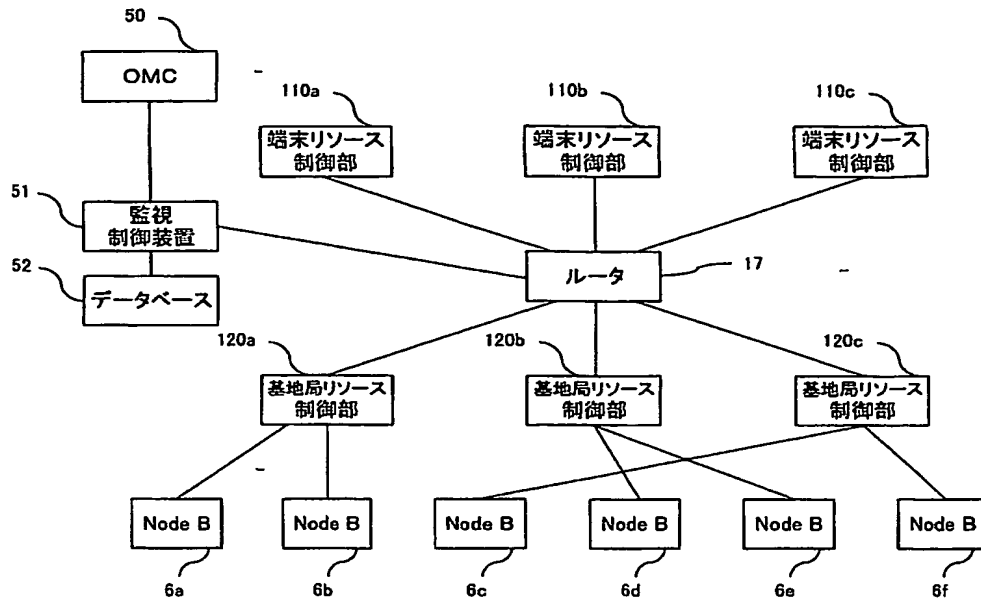 50
OMC
110a
110b
110c
端末リソース
制御部
端末リソース
制御部
端末リソース
制御部
51
監視
制御装置
ルータ
17
52
データベース
120a
120b
120c
基地局リソース
制御部
基地局リソース
制御部
基地局リソース
制御部
Node B
Node B
Node B
Node B
Node B
Node B
6a
6b
6c
6d
6e
6f